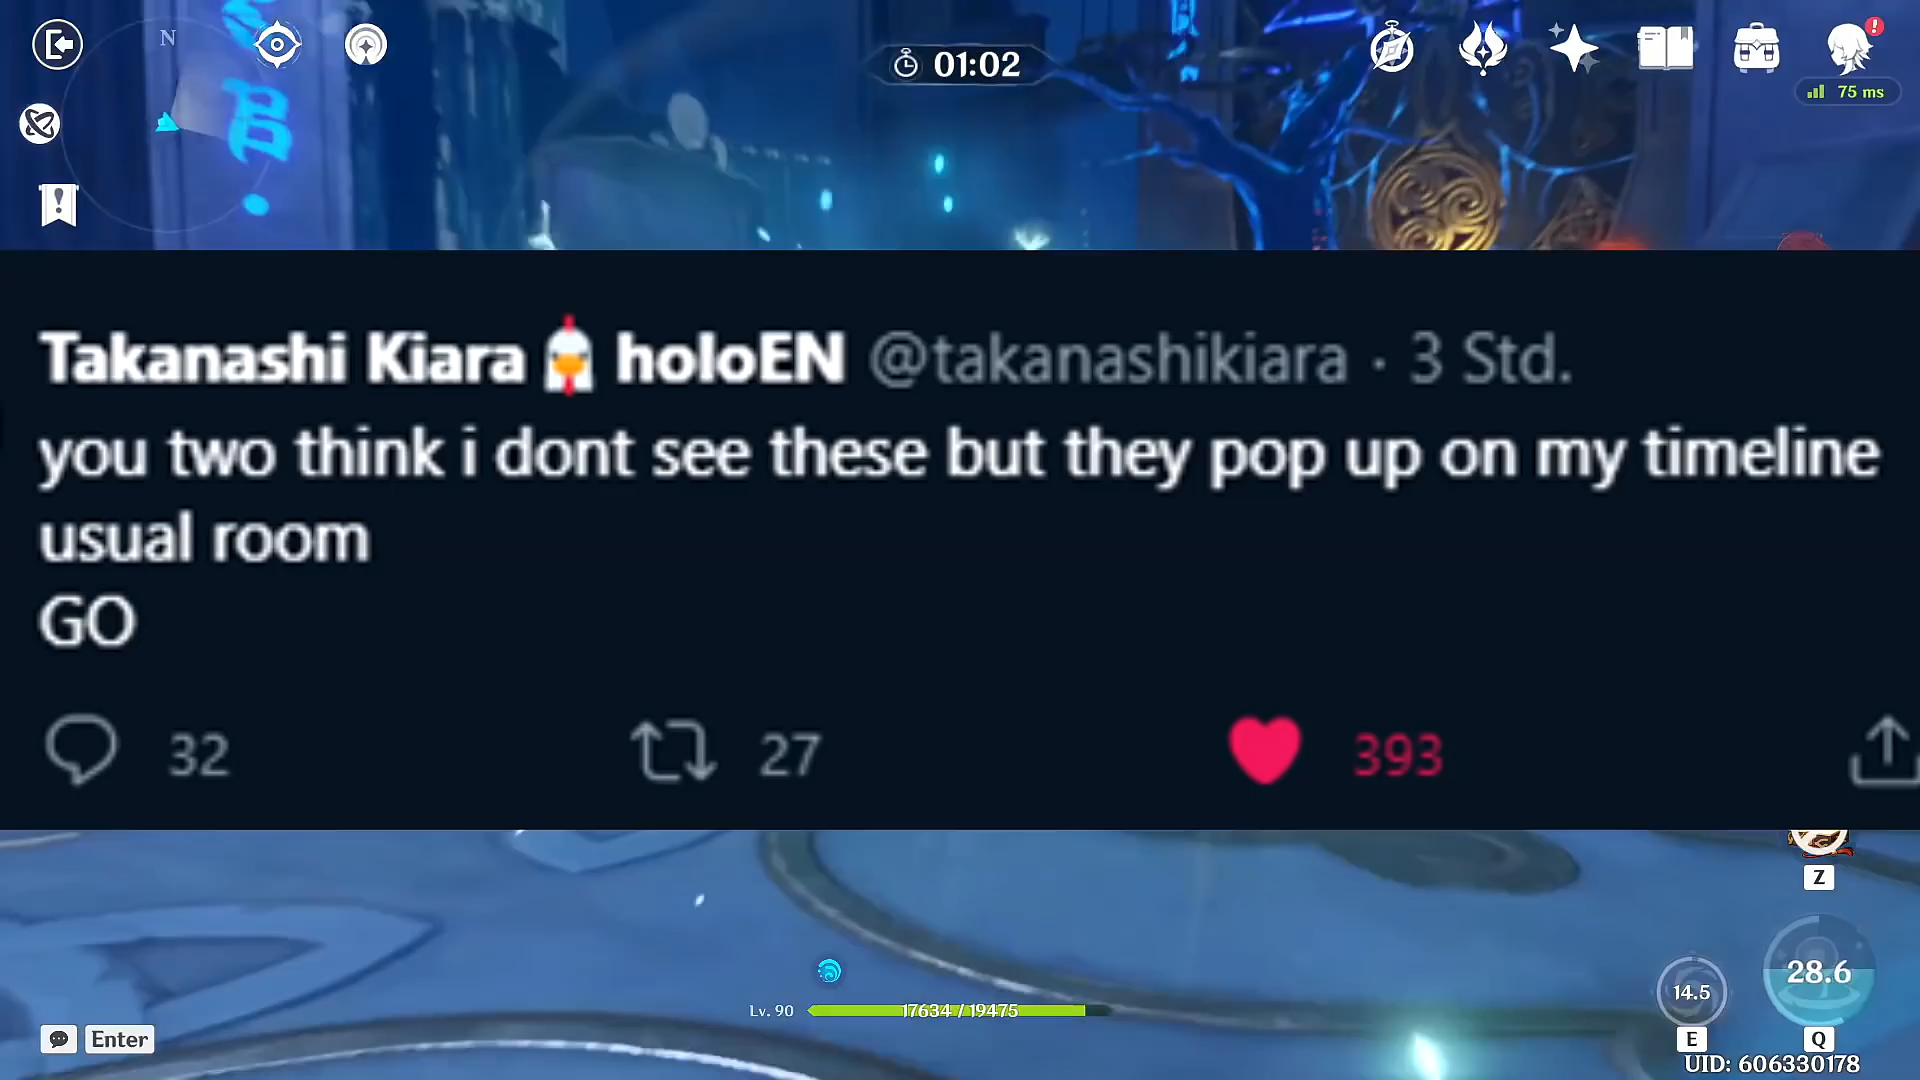 N
01:02
75 ms
Takanashi Kiara holoEN @takanashikiara · 3 Std.
you two think i dont see these but they pop up on my timeline
usual room
GO
32 27 393
Z
28.6
14.5
Lv. 90 17634 / 19475
Enter E Q
UID: 606330178